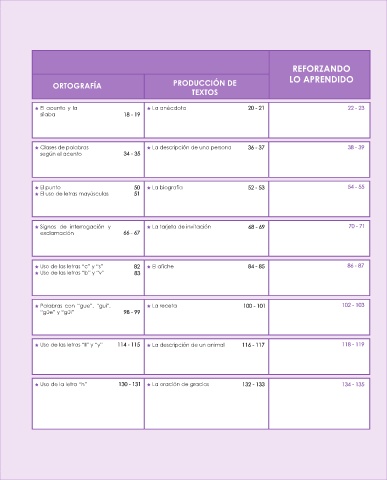 REFORZANDO
LO APRENDIDO
ORTOGRAFÍA
PRODUCCIÓN DE
TEXTOS
El acento y la
sílaba 18 - 19
La anécdota 20 - 21
22 - 23
Clases de palabras
según el acento 34 - 35
La descripción de una persona 36 - 37
38 - 39
El punto 50
El uso de letras mayúsculas 51
La biografía 52 - 53
54 - 55
Signos de interrogación y
exclamación 66 - 67
La tarjeta de invitación 68 - 69
70 - 71
Uso de las letras "c" y "s" 82
Uso de las letras "b" y "v" 83
El afiche 84 - 85
86 - 87
Palabras con "gue", "gui",
"güe" y "güi" 98 - 99
La receta 100 - 101
102 - 103
Uso de las letras "ll" y "y" 114 - 115
La descripción de un animal 116 - 117
118 - 119
Uso de la letra "h" 130 - 131
La oración de gracias 132 - 133
134 - 135